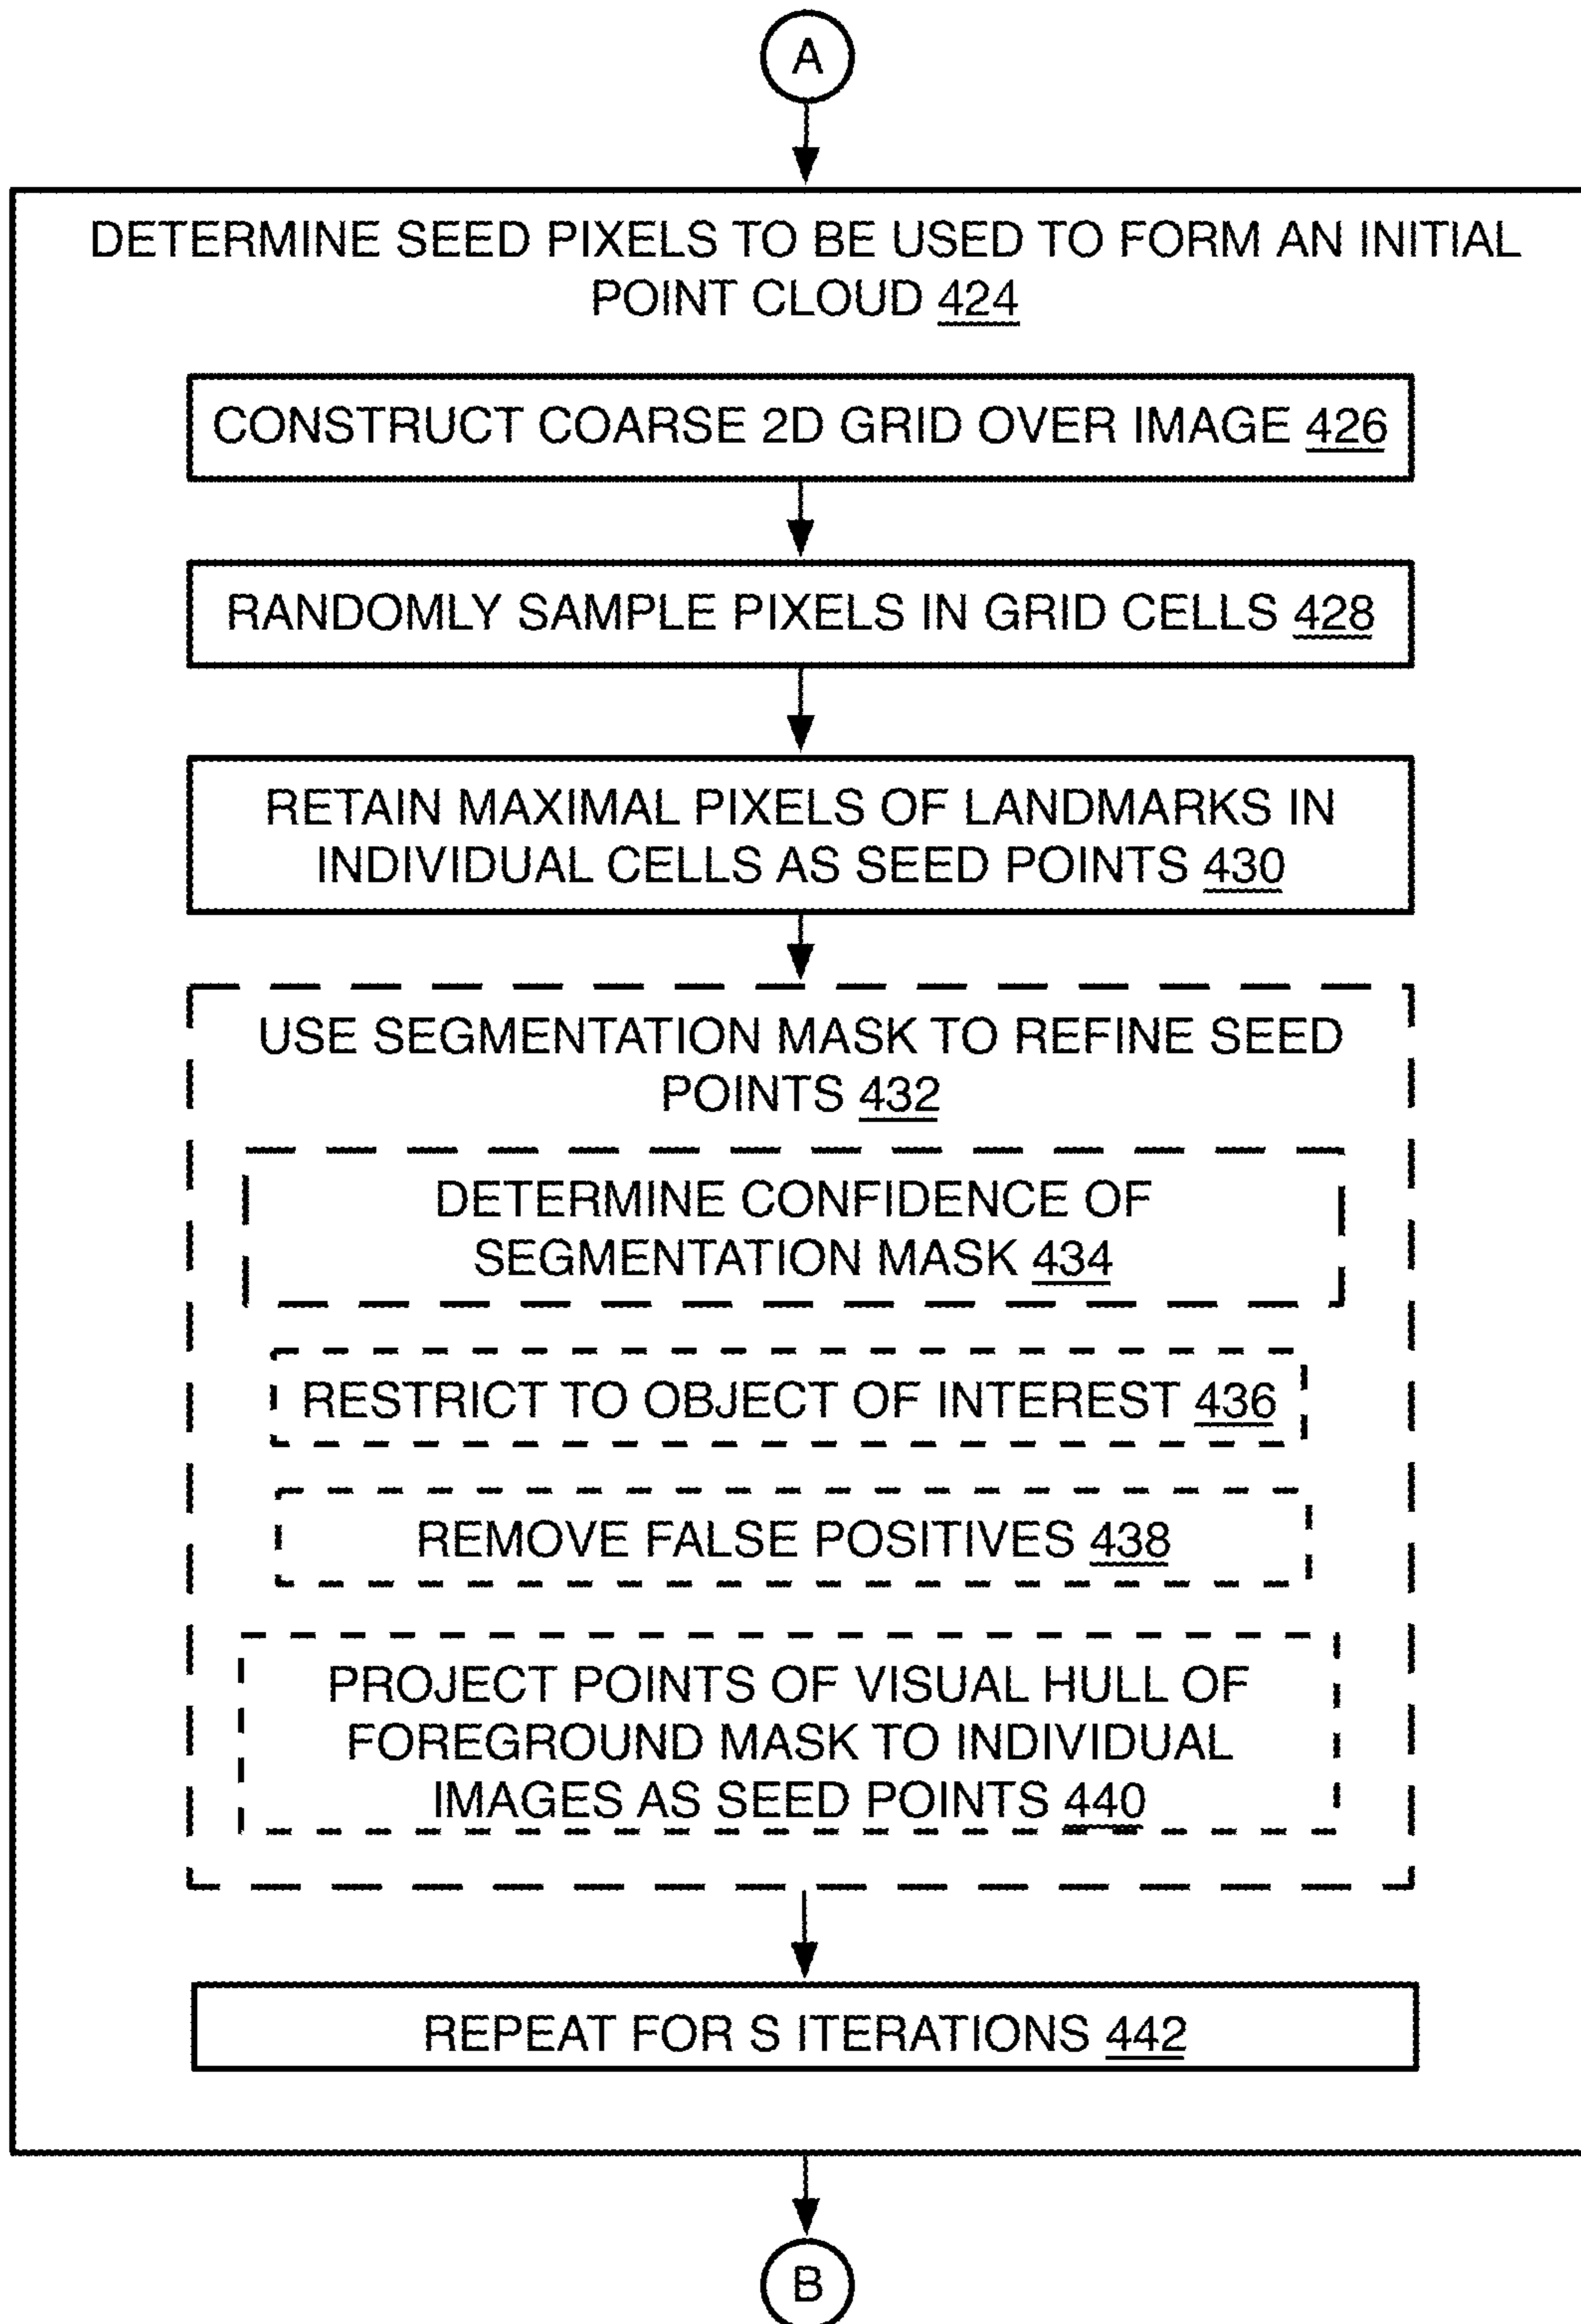 A
DETERMINE SEED PIXELS TO BE USED TO FORM AN INITIAL
POINT CLOUD 424
CONSTRUCT COARSE 2D GRID OVER IMAGE 426
RANDOMLY SAMPLE PIXELS IN GRID CELLS 428
RETAIN MAXIMAL PIXELS OF LANDMARKS IN
INDIVIDUAL CELLS AS SEED POINTS 430
USE SEGMENTATION MASK TO REFINE SEED
POINTS 432
DETERMINE CONFIDENCE OF
SEGMENTATION MASK 434
RESTRICT TO OBJECT OF INTEREST 436
REMOVE FALSE POSITIVES 438
PROJECT POINTS OF VISUAL HULL OF
FOREGROUND MASK TO INDIVIDUAL
IMAGES AS SEED POINTS 440
REPEAT FOR S ITERATIONS 442
B